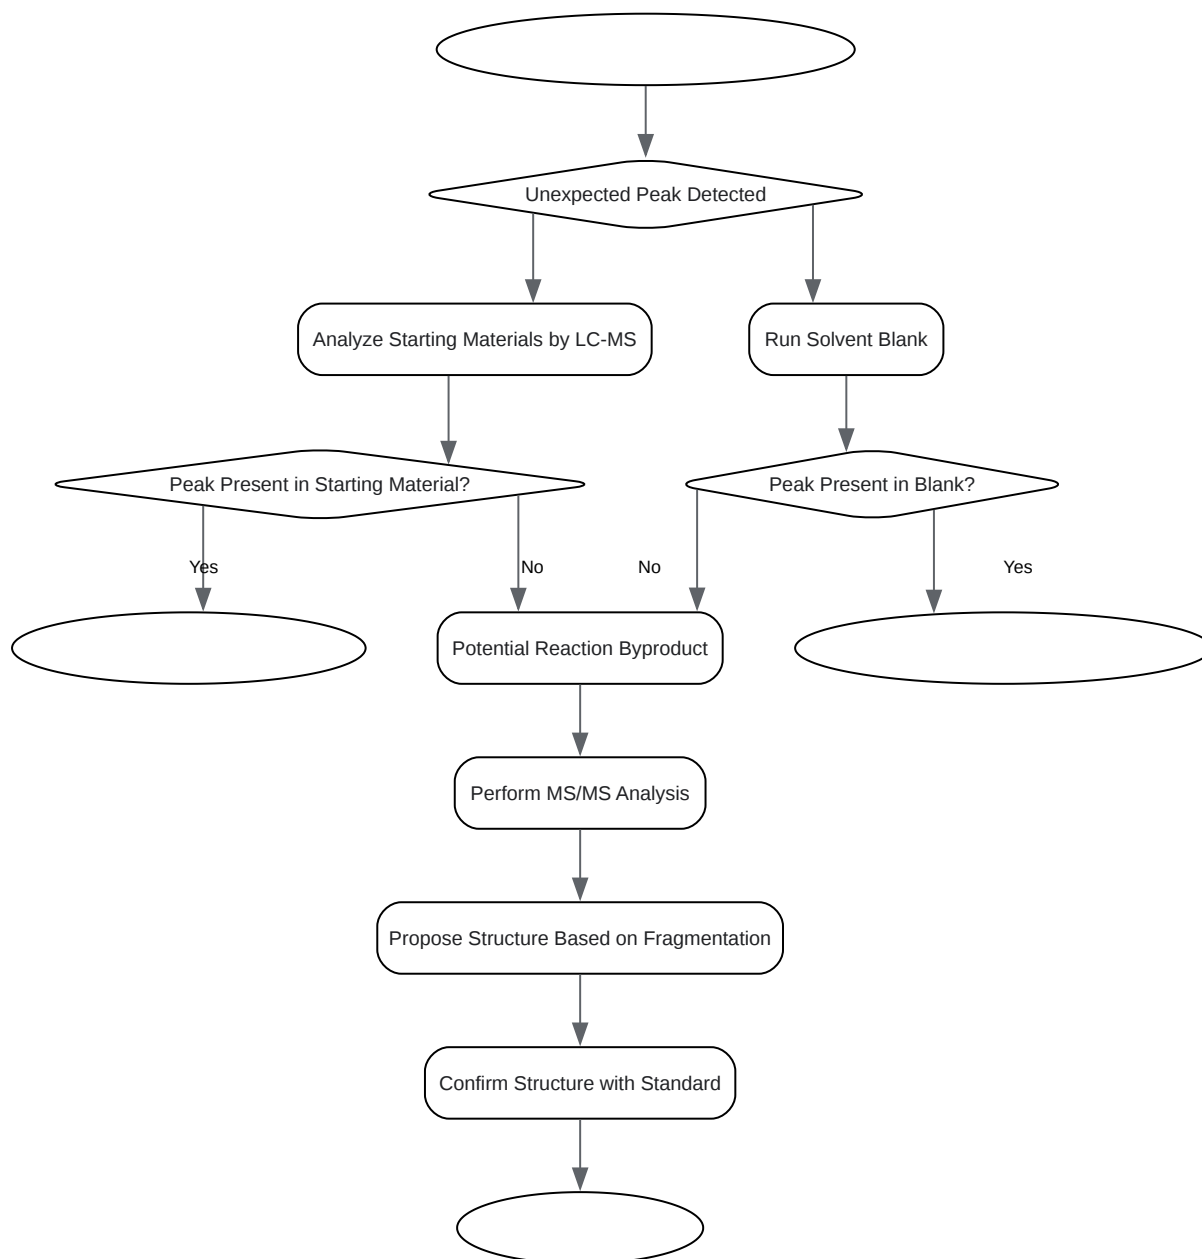 Unexpected Peak Detected
Analyze Starting Materials by LC-MS
Run Solvent Blank
Peak Present in Starting Material?
Peak Present in Blank?
Yes
No
No
Yes
Potential Reaction Byproduct
Perform MS/MS Analysis
Propose Structure Based on Fragmentation
Confirm Structure with Standard